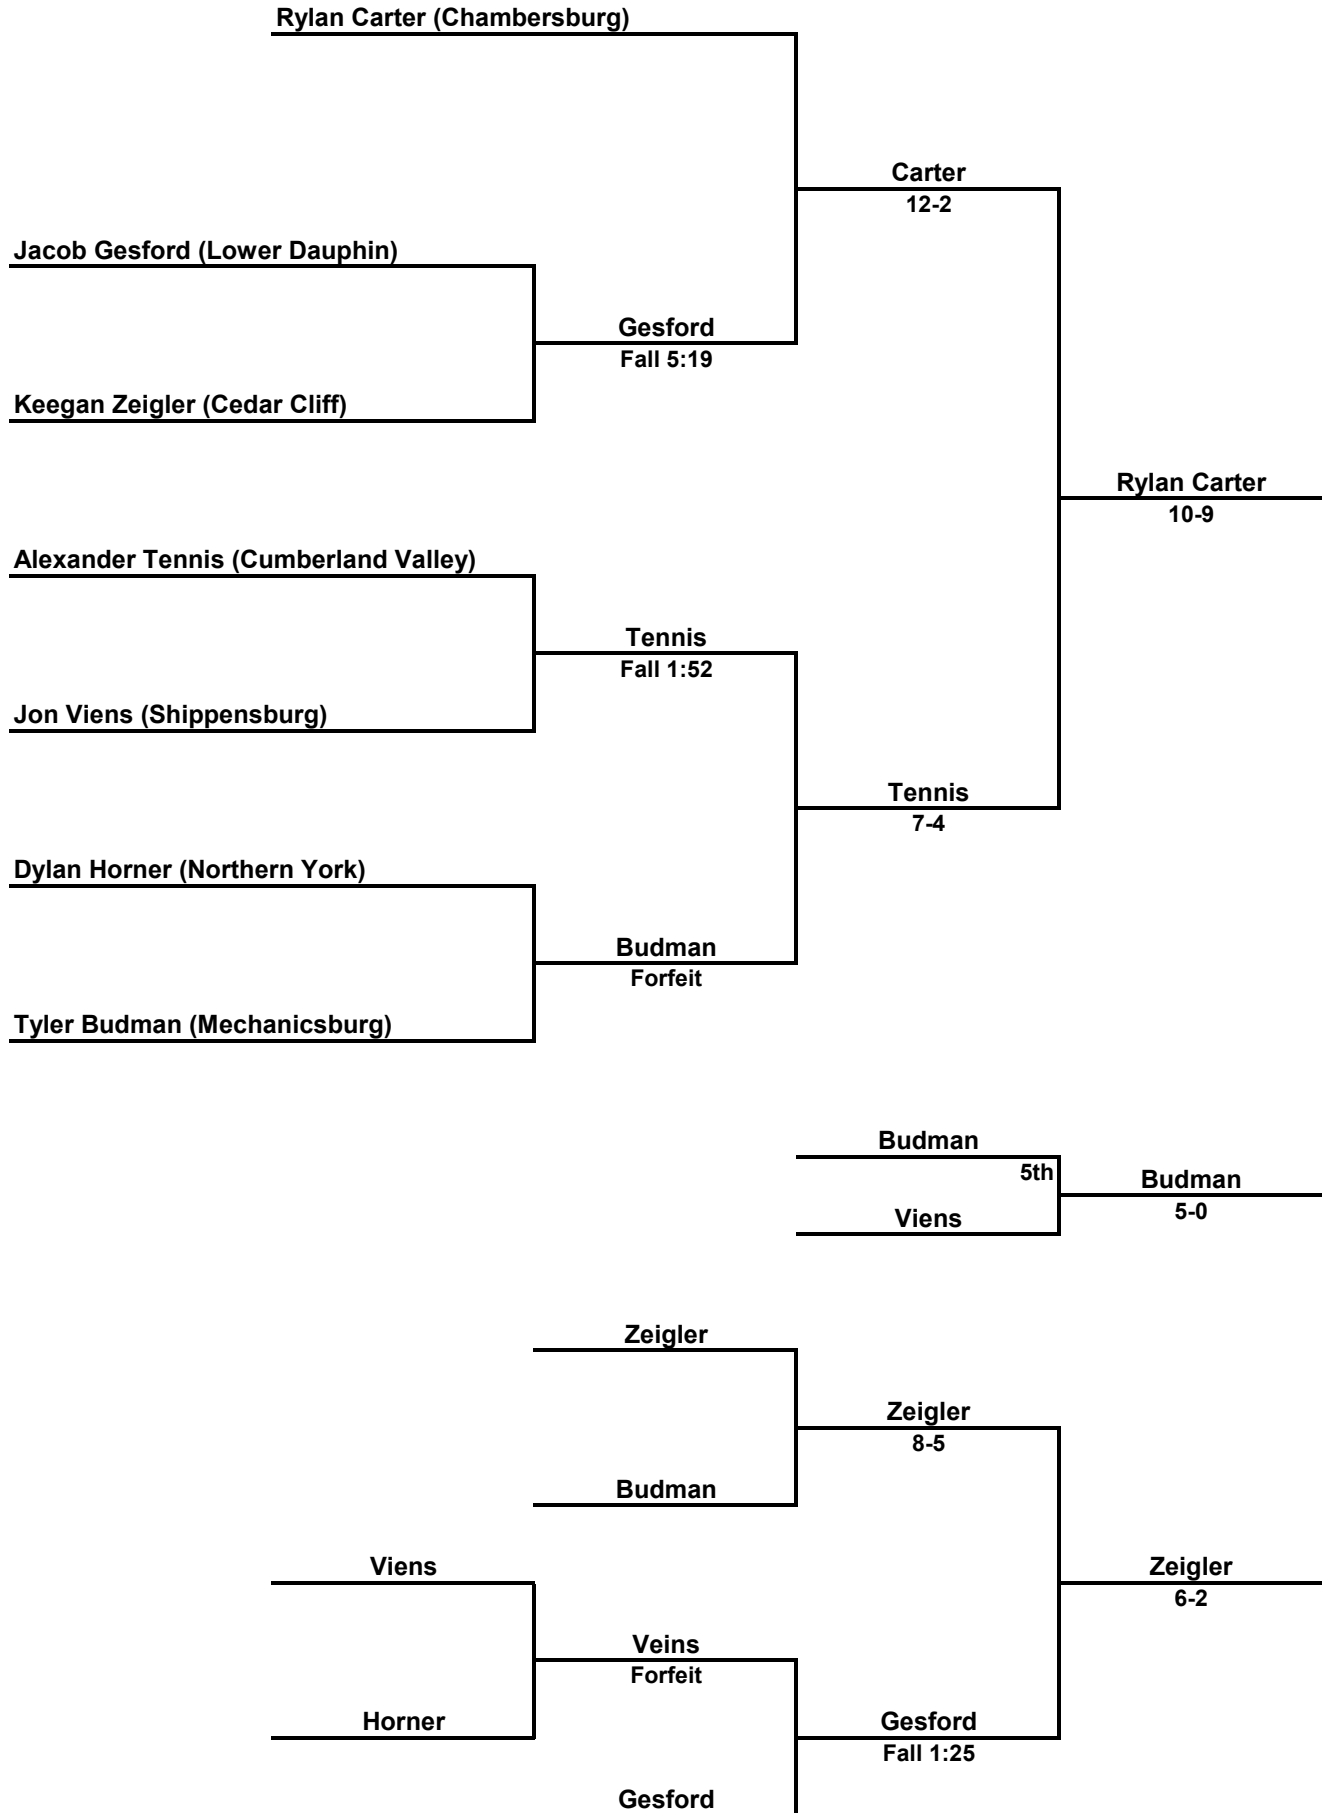 Rylan Carter (Chambersburg)
Carter
12-2
Jacob Gesford (Lower Dauphin)
Gesford
Fall 5:19
Keegan Zeigler (Cedar Cliff)
Rylan Carter
10-9
Alexander Tennis (Cumberland Valley)
Tennis
Fall 1:52
Jon Viens (Shippensburg)
Tennis
7-4
Dylan Horner (Northern York)
Budman
Forfeit
Tyler Budman (Mechanicsburg)
Budman
5th
Budman
5-0
Viens
Zeigler
Zeigler
8-5
Budman
Viens
Zeigler
6-2
Veins
Forfeit
Horner
Gesford
Fall 1:25
Gesford